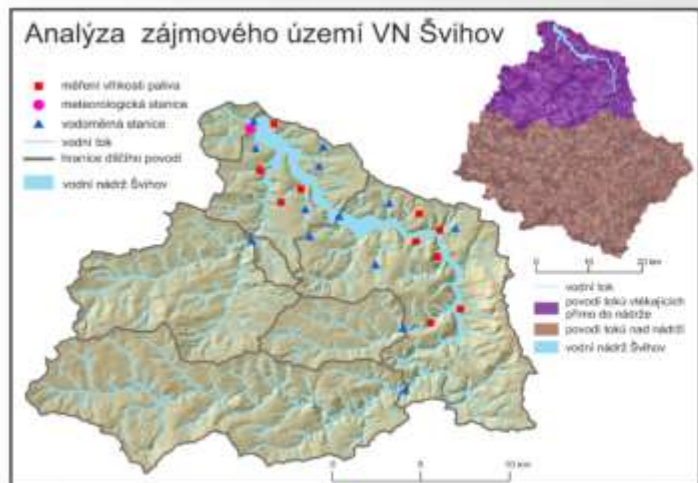 Analýza zájmového území VN Švihov
měření vlhkosti paliva
meteorologická stanice
vodoměrná stanice
vodní tok
hranice dílčího povodí
vodní nádrž Švihov
0 10 20 km
vodní tok
povodí toků vtékajících
přímo do nádrže
povodí toků nad nádrží
vodní nádrž Švihov
0 5 10 km